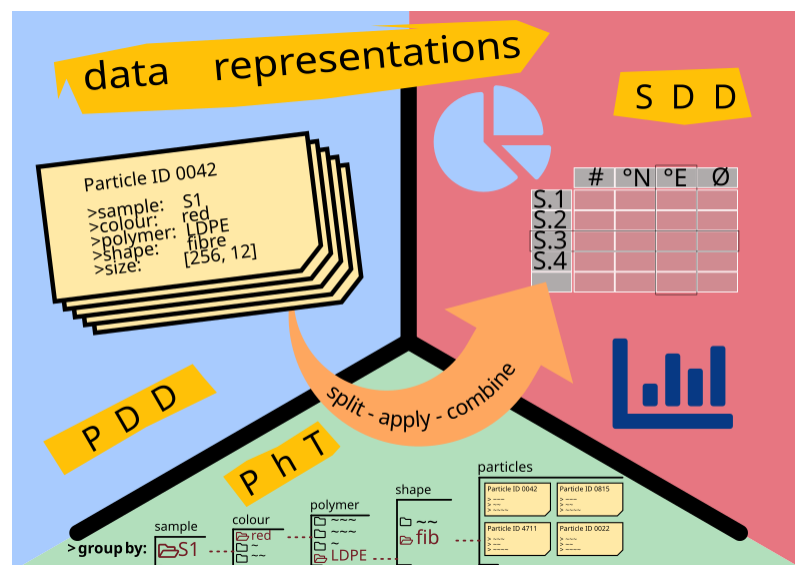 data representations
S D D
Particle ID 0042
>sample: S1
>colour: red
>polymer: LDPE
>shape: fibre
>size: [256, 12]
# °N °E Ø
S.1
S.2
S.3
S.4
split - apply - combine
P D D
P h T
particles
shape
polymer
colour
sample
>group by:
S1
red
~
~~
~~~
~~~
~
LDPE
~~
fib
Particle ID 0042
> ~~~
> ~~
> ~~~~
Particle ID 0815
> ~~~
> ~~
> ~~~~
Particle ID 4711
> ~~~
> ~~
> ~~~~
Particle ID 0022
> ~~~
> ~~
> ~~~~